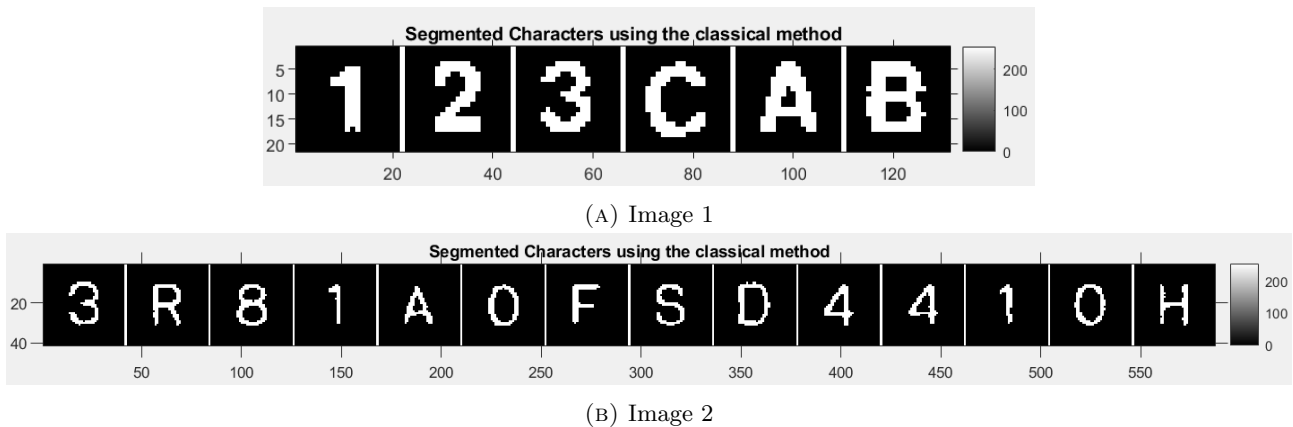 Segmented Characters using the classical method
5
10
15
20
1 2 3 C A B
200
100
0
20 40 60 80 100 120
(A) Image 1
Segmented Characters using the classical method
20
40
3 R 8 1 A 0 F S D 4 4 1 0 H
200
100
0
50 100 150 200 250 300 350 400 450 500 550
(B) Image 2